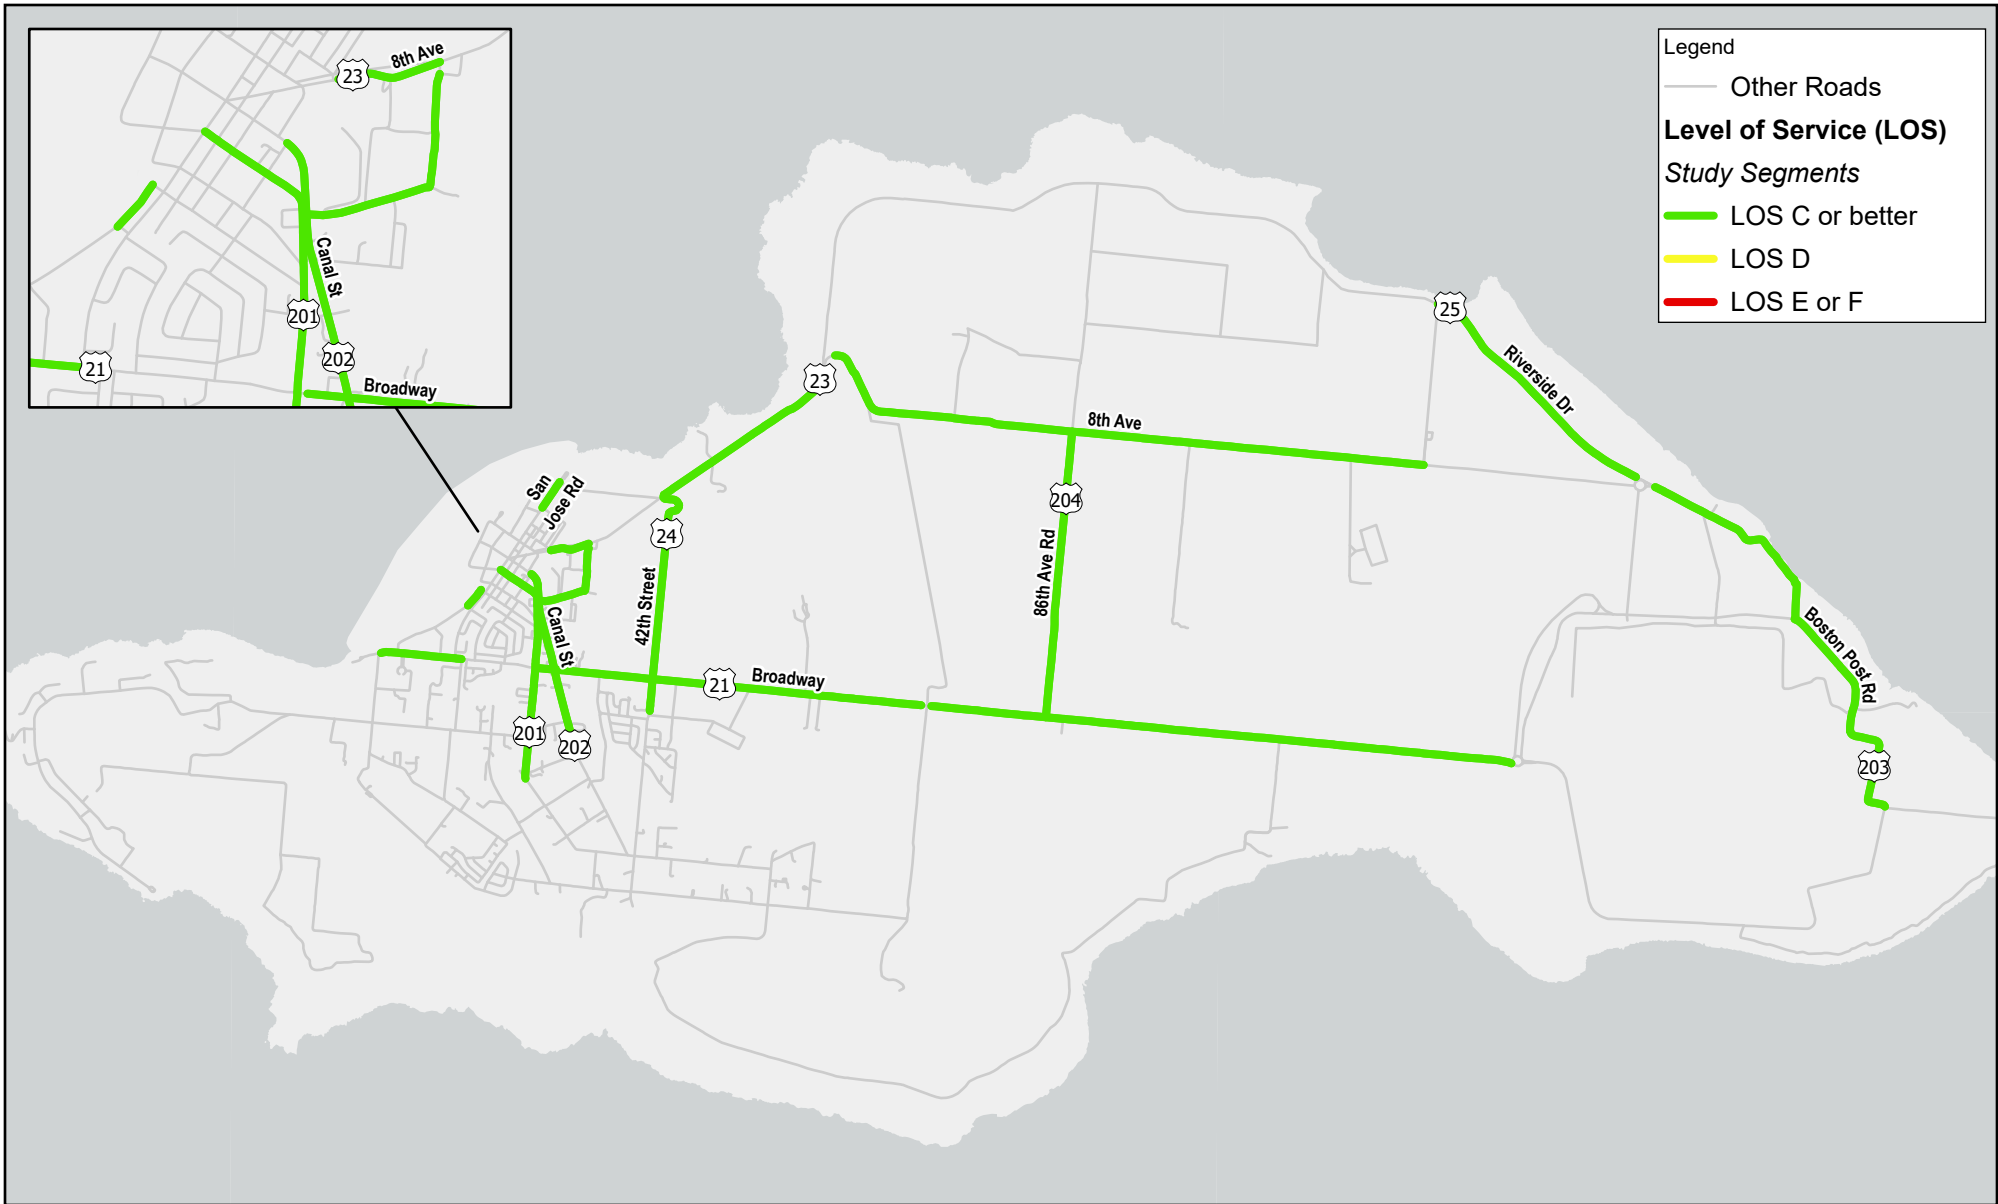 8th Ave
23
Canal St
201
202
21
Broadway
Legend
Other Roads
Level of Service (LOS)
Study Segments
LOS C or better
LOS D
LOS E or F
25
Riverside Dr
23
8th Ave
San
Jose Rd
204
24
86th Ave Rd
42th Street
Canal St
Boston Post Rd
21
Broadway
201
202
203